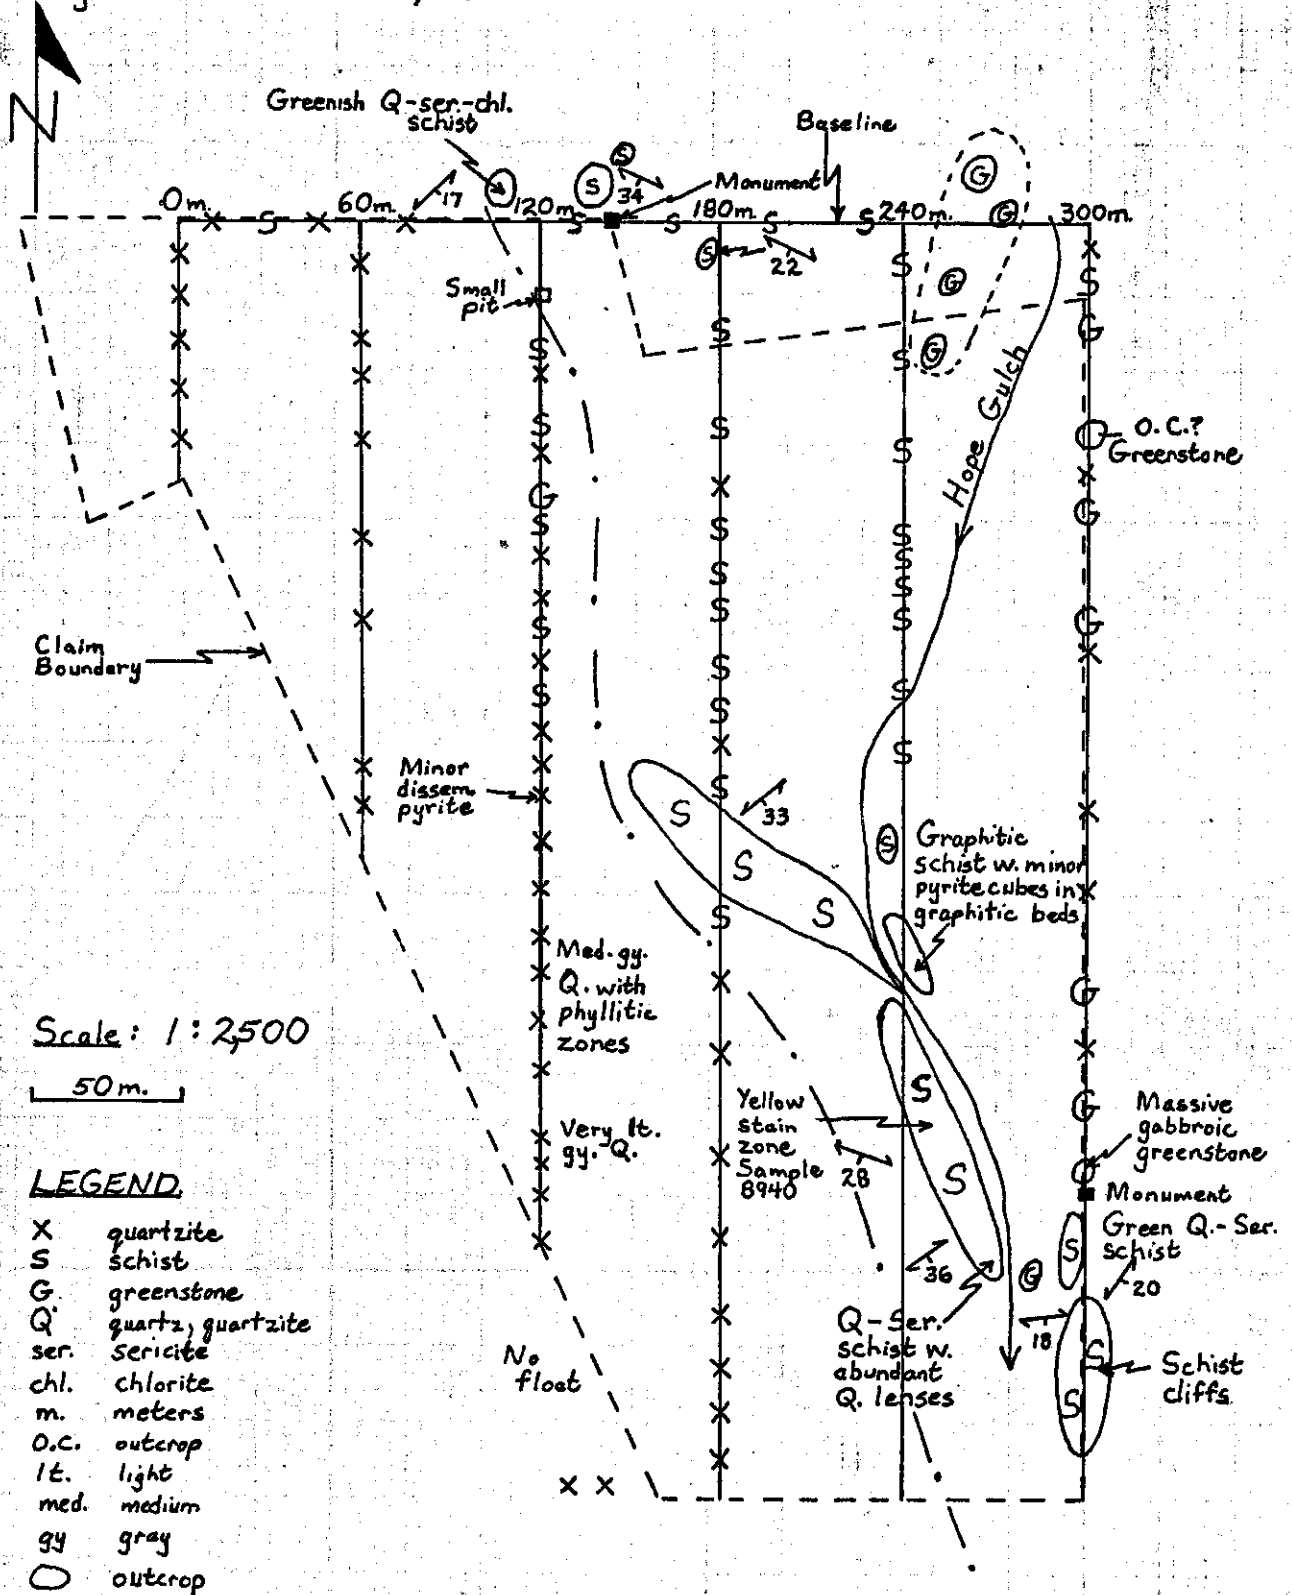 N
Greenish Q-ser.-chl.
schist
Baseline
Monument
17
S
S
34
G
G
0m.
60m.
120m.
180m.
240m.
300m.
S
22
Small
pit
G
G
Hope Gulch
O.C.?
Greenstone
Claim
Boundary
Minor
dissem.
pyrite
33
S
S
S
S
Graphitic
schist w. minor
pyrite cubes in
graphitic beds
Med. gy.
Q. with
phyllitic
zones
Scale: 1:2,500
50 m.
Very lt.
gy. Q.
Yellow
stain
zone
Sample
8940
28
S
S
36
Massive
gabbroic
greenstone
Monument
Green Q.-Ser.
schist
S
20
G
18
Q-Ser.
schist w.
abundant
Q. lenses
Schist
cliffs
S
S
No
float
LEGEND
X quartzite
S schist
G. greenstone
Q quartz, quartzite
ser. sericite
chl. chlorite
m. meters
O.C. outcrop
lt. light
med. medium
gy gray
outcrop